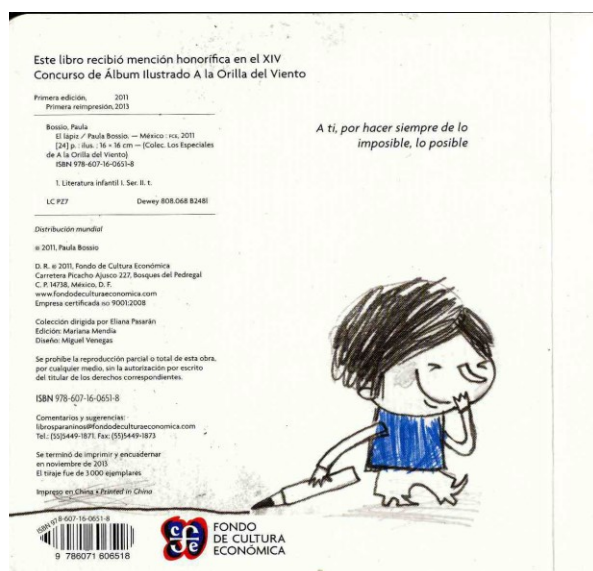 Este libro recibió mención honorífica en el XIV
Concurso de Álbum Ilustrado A la Orilla del Viento
Primera edición, 2011
Primera reimpresión, 2013
Bossio, Paula
El lápiz / Paula Bossio. — México : FCE, 2011
[24] p. : ilus. ; 16 × 16 cm — (Colec. Los Especiales
de A la Orilla del Viento)
ISBN 978-607-16-0651-8
1. Literatura infantil I. Ser. II. t.
LC PZ7 Dewey 808.068 B248l
Distribución mundial
© 2011, Paula Bossio
D. R. © 2011, Fondo de Cultura Económica
Carretera Picacho Ajusco 227, Bosques del Pedregal
C. P. 14738, México, D. F.
www.fondodeculturaeconomica.com
Empresa certificada ISO 9001:2008
Colección dirigida por Eliana Pasarán
Edición: Mariana Mendía
Diseño: Miguel Venegas
Se prohíbe la reproducción parcial o total de esta obra,
por cualquier medio, sin la autorización por escrito
del titular de los derechos correspondientes.
ISBN 978-607-16-0651-8
Comentarios y sugerencias:
librosparaninos@fondodeculturaeconomica.com
Tel.: (55)5449-1871. Fax: (55)5449-1873
Se terminó de imprimir y encuadernar
en noviembre de 2013
El tiraje fue de 3 000 ejemplares
Impreso en China • Printed in China
A ti, por hacer siempre de lo
imposible, lo posible
ISBN 978-607-16-0651-8
9 786071 606518
cfe
FONDO
DE CULTURA
ECONÓMICA